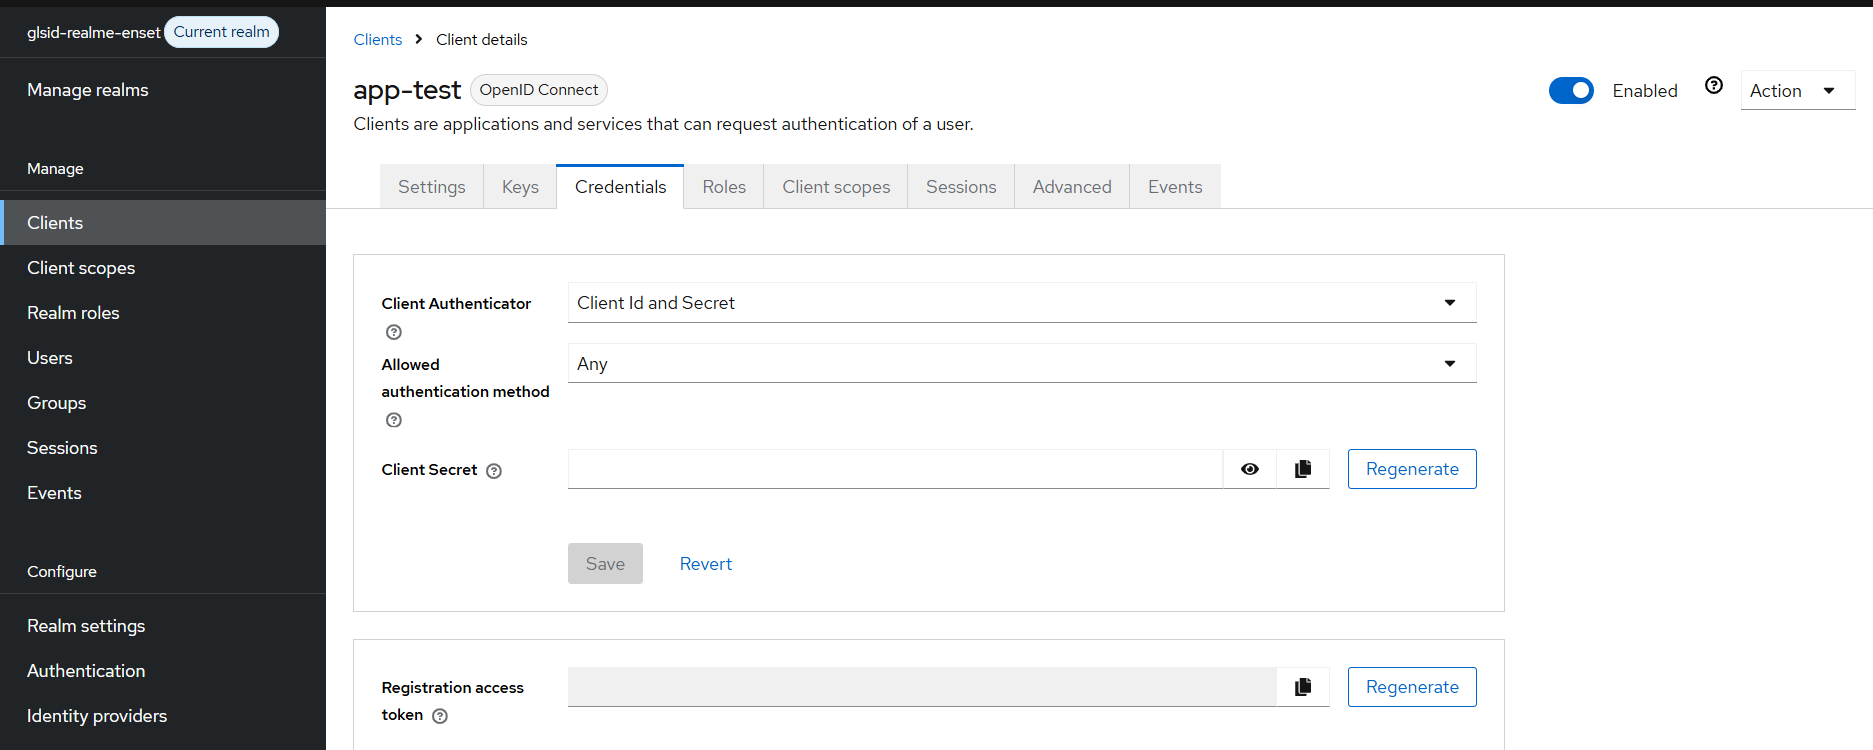 glsid-realme-enset Current realm
Manage realms
Manage
Clients
Client scopes
Realm roles
Users
Groups
Sessions
Events
Configure
Realm settings
Authentication
Identity providers
Clients > Client details
app-test OpenID Connect
Enabled
Action
Clients are applications and services that can request authentication of a user.
Settings Keys Credentials Roles Client scopes Sessions Advanced Events
Client Authenticator
Client Id and Secret
Allowed
authentication method
Any
Client Secret
Regenerate
Save Revert
Registration access
token
Regenerate